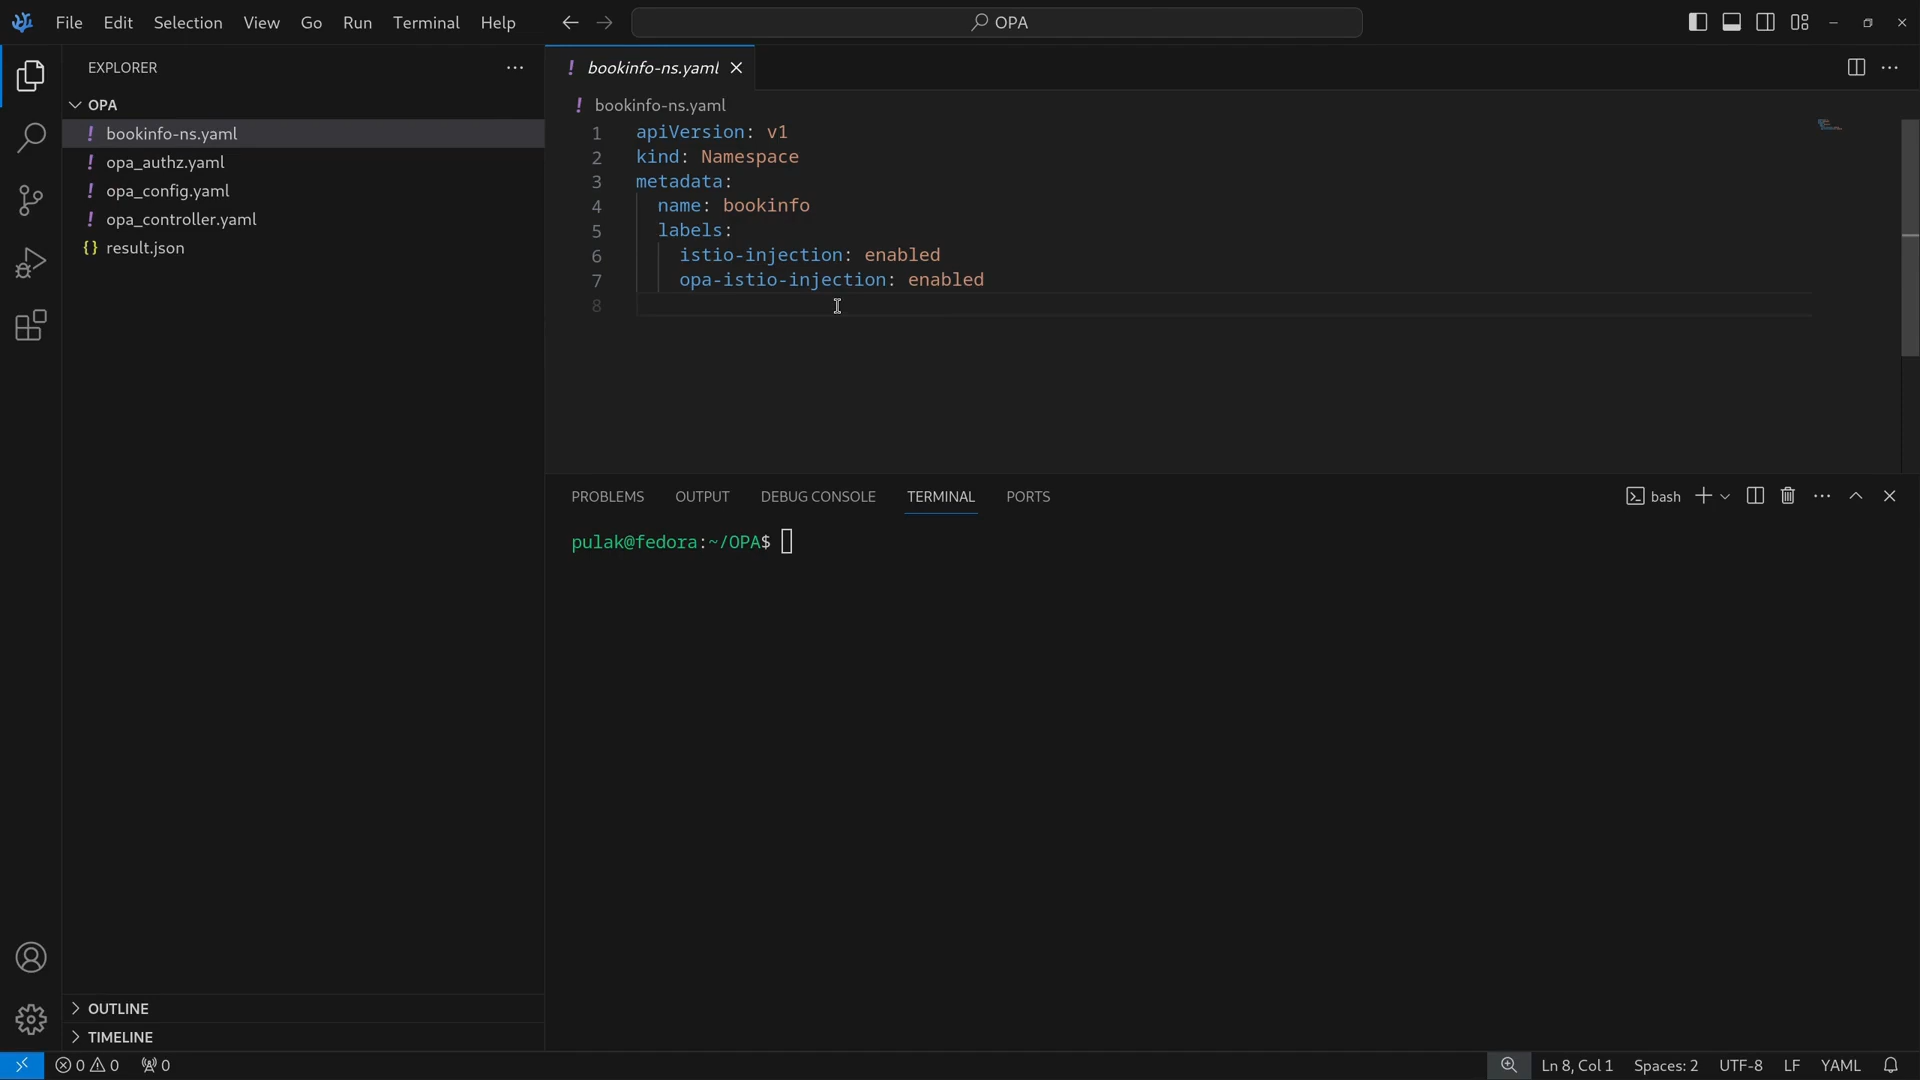 File Edit Selection View Go Run Terminal Help
OPA
EXPLORER
OPA
bookinfo-ns.yaml
opa_authz.yaml
opa_config.yaml
opa_controller.yaml
{} result.json
OUTLINE
TIMELINE
! bookinfo-ns.yaml
! bookinfo-ns.yaml
1 apiVersion: v1
2 kind: Namespace
3 metadata:
4 name: bookinfo
5 labels:
6 istio-injection: enabled
7 opa-istio-injection: enabled
8
PROBLEMS OUTPUT DEBUG CONSOLE TERMINAL PORTS
bash
pulak@fedora:~/OPA$
0 0 0
Ln 8, Col 1 Spaces: 2 UTF-8 LF YAML